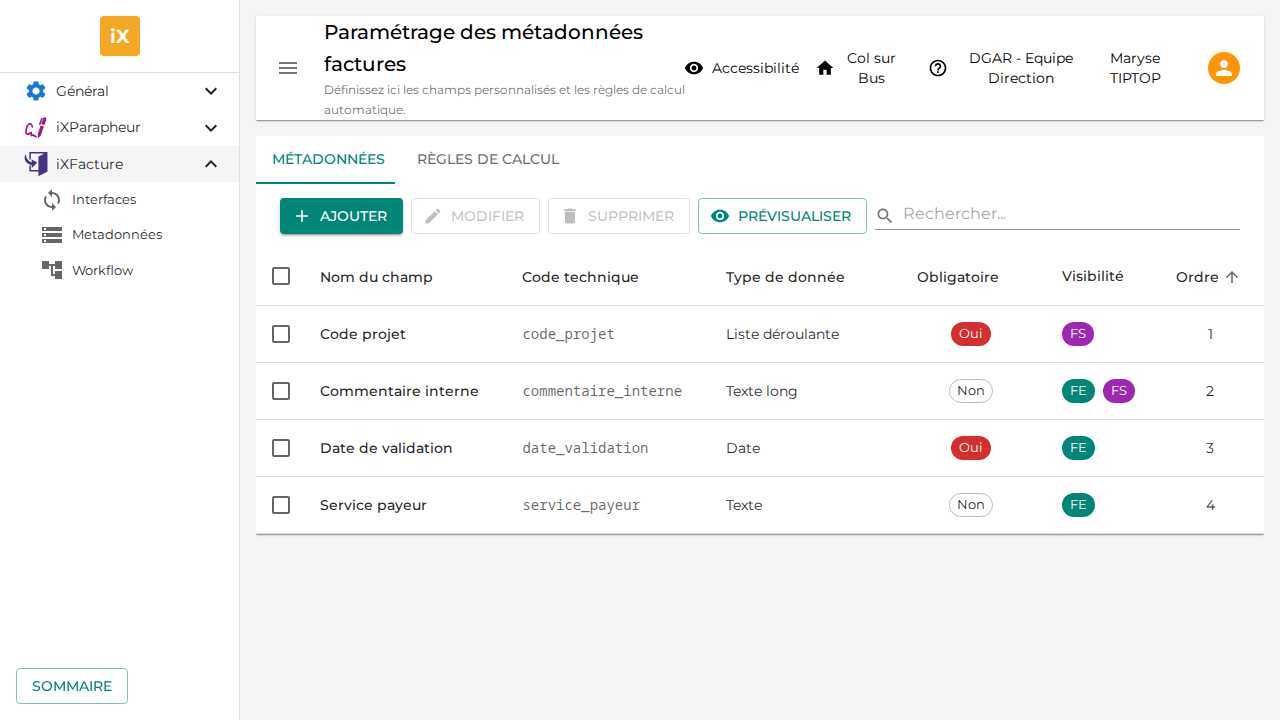 iX
Général
iXParapheur
iXFacture
Interfaces
Metadonnées
Workflow
SOMMAIRE
Paramétrage des métadonnées
factures
Définissez ici les champs personnalisés et les règles de calcul
automatique.
Accessibilité
Col sur
Bus
DGAR - Equipe
Direction
Maryse
TIPTOP
MÉTADONNÉES RÈGLES DE CALCUL
AJOUTER MODIFIER SUPPRIMER PRÉVISUALISER Rechercher...
Nom du champ Code technique Type de donnée Obligatoire Visibilité Ordre
Code projet code_projet Liste déroulante Oui FS 1
Commentaire interne commentaire_interne Texte long Non FE FS 2
Date de validation date_validation Date Oui FE 3
Service payeur service_payeur Texte Non FE 4